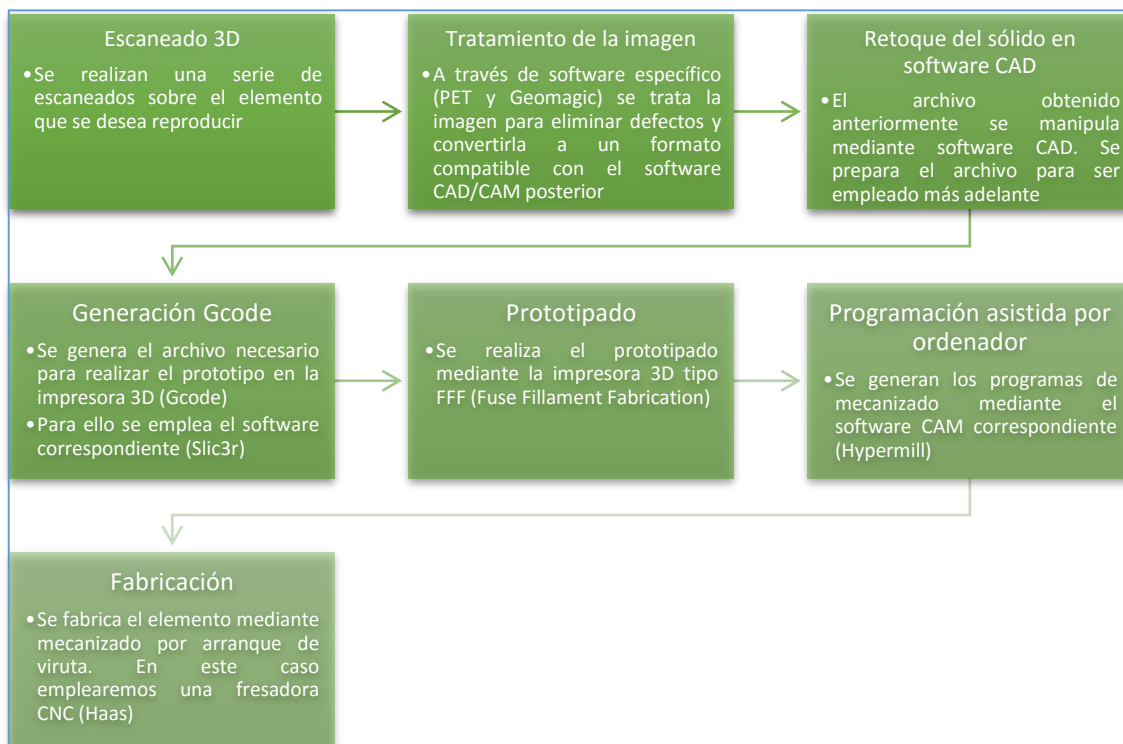 Escaneado 3D
•Se realizan una serie de
escaneados sobre el elemento
que se desea reproducir
Tratamiento de la imagen
•A través de software específico
(PET y Geomagic) se trata la
imagen para eliminar defectos y
convertirla a un formato
compatible con el software
CAD/CAM posterior
Retoque del sólido en
software CAD
•El archivo obtenido
anteriormente se manipula
mediante software CAD. Se
prepara el archivo para ser
empleado más adelante
Generación Gcode
•Se genera el archivo necesario
para realizar el prototipo en la
impresora 3D (Gcode)
•Para ello se emplea el software
correspondiente (Slic3r)
Prototipado
•Se realiza el prototipado
mediante la impresora 3D tipo
FFF (Fuse Fillament Fabrication)
Programación asistida por
ordenador
•Se generan los programas de
mecanizado mediante el
software CAM correspondiente
(Hypermill)
Fabricación
•Se fabrica el elemento mediante
mecanizado por arranque de
viruta. En este caso
emplearemos una fresadora
CNC (Haas)